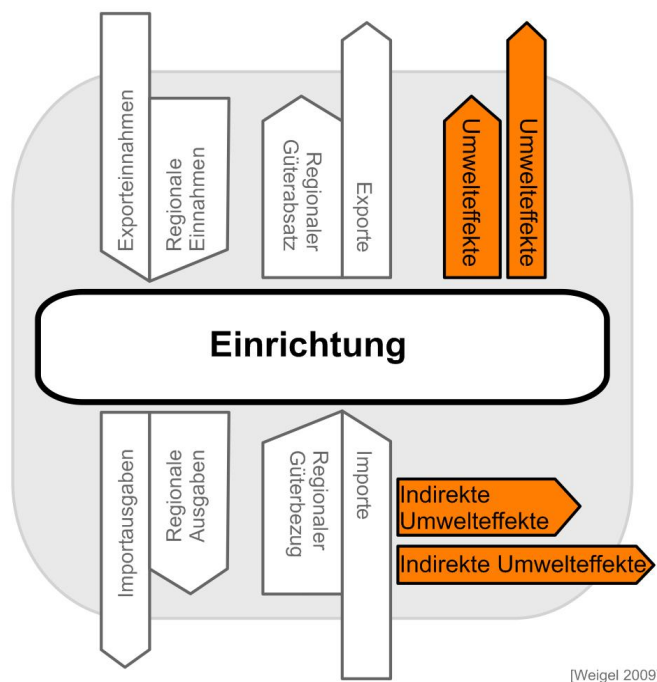 Exporteinnahmen
Regionale
Einnahmen
Regionaler
Güterabsatz
Exporte
Umwelteffekte
Umwelteffekte
Einrichtung
Importausgaben
Regionale
Ausgaben
Regionaler
Güterbezug
Importe
Indirekte
Umwelteffekte
Indirekte Umwelteffekte
[Weigel 2009